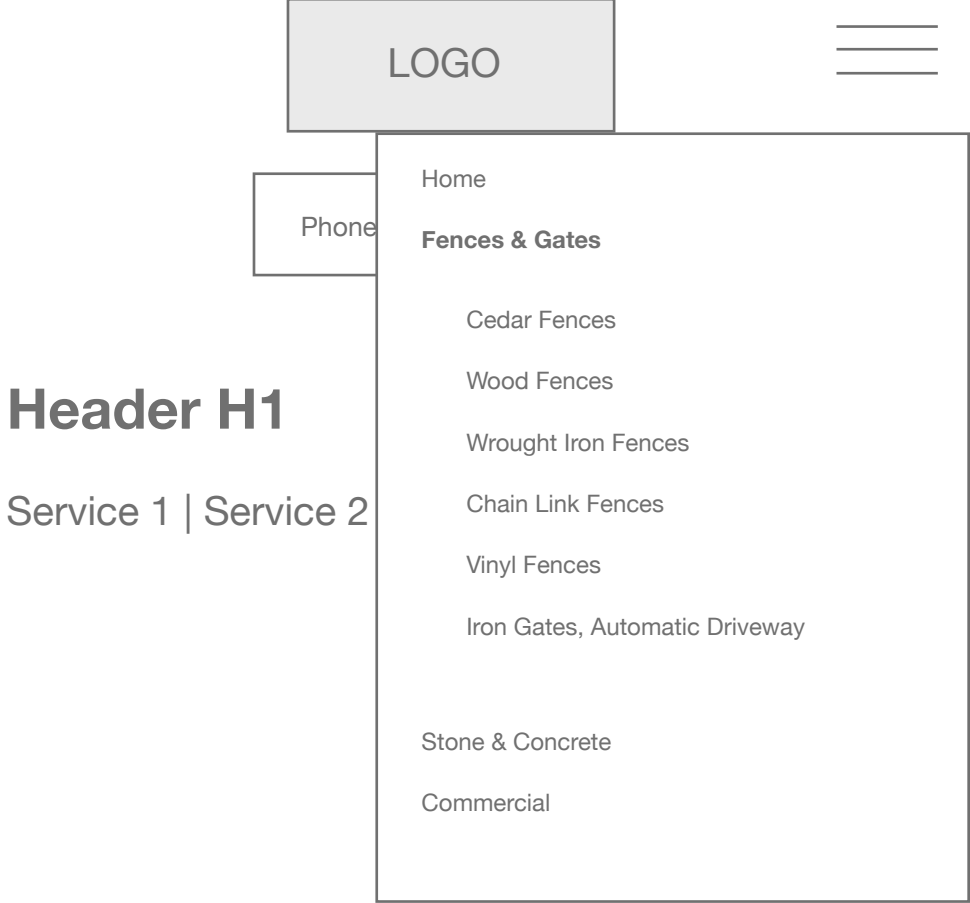 LOGO
Phone
Home
Fences & Gates
Cedar Fences
Wood Fences
Wrought Iron Fences
Chain Link Fences
Vinyl Fences
Iron Gates, Automatic Driveway
Stone & Concrete
Commercial
Header H1
Service 1 | Service 2